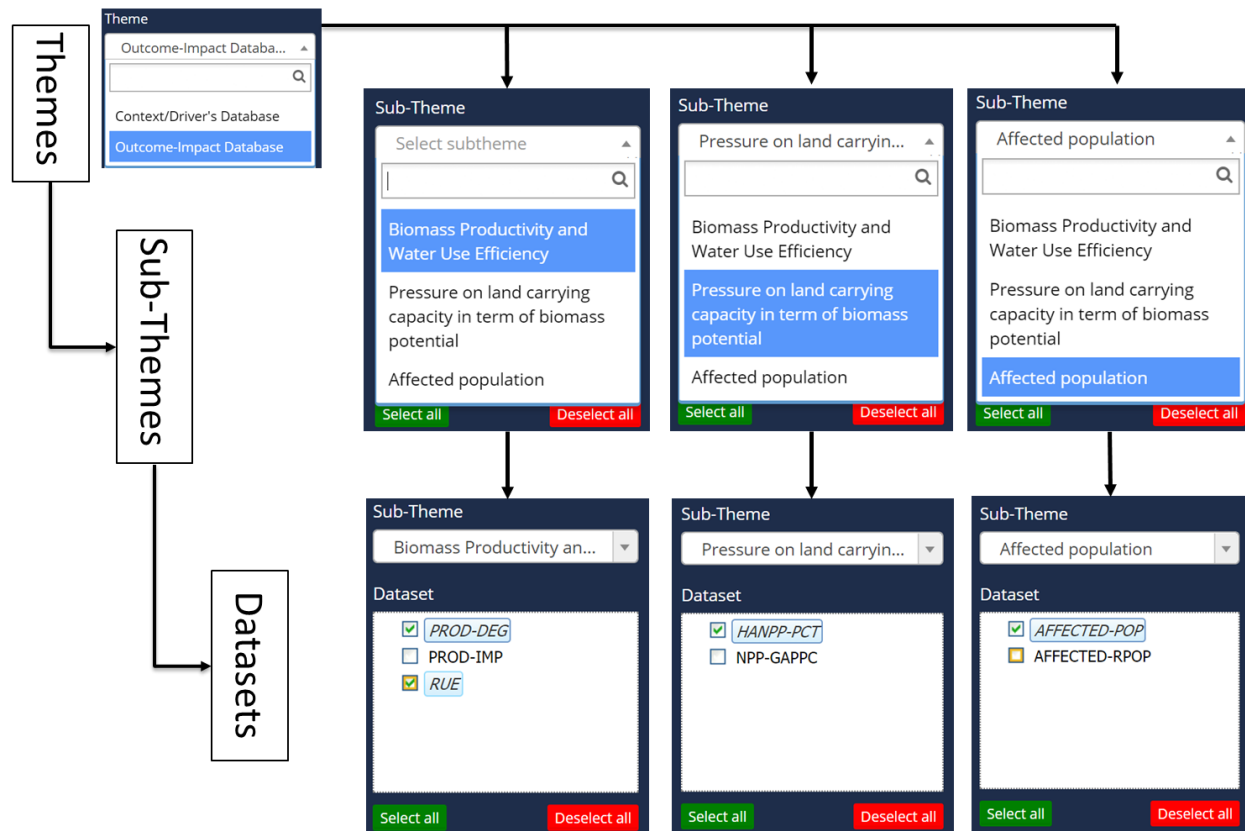 Themes
Theme
Outcome-Impact Databa...
Context/Driver's Database
Outcome-Impact Database
Sub-Themes
Datasets
Sub-Theme
Select subtheme
Biomass Productivity and
Water Use Efficiency
Pressure on land carrying
capacity in term of biomass
potential
Affected population
Select all
Deselect all
Sub-Theme
Pressure on land carryin...
Biomass Productivity and
Water Use Efficiency
Pressure on land carrying
capacity in term of biomass
potential
Affected population
Select all
Deselect all
Sub-Theme
Affected population
Biomass Productivity and
Water Use Efficiency
Pressure on land carrying
capacity in term of biomass
potential
Affected population
Select all
Deselect all
Sub-Theme
Biomass Productivity an...
Dataset
PROD-DEG
PROD-IMP
RUE
Select all
Deselect all
Sub-Theme
Pressure on land carryin...
Dataset
HANPP-PCT
NPP-GAPPC
Select all
Deselect all
Sub-Theme
Affected population
Dataset
AFFECTED-POP
AFFECTED-RPOP
Select all
Deselect all